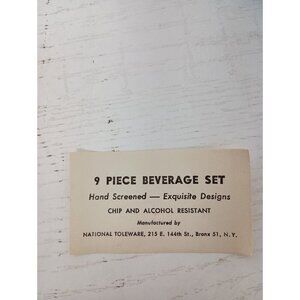 9 PIECE BEVERAGE SET
Hand Screened — Exquisite Designs
CHIP AND ALCOHOL RESISTANT
Manufactured by
NATIONAL TOLEWARE, 215 E. 144th St., Bronx 51, N. Y.